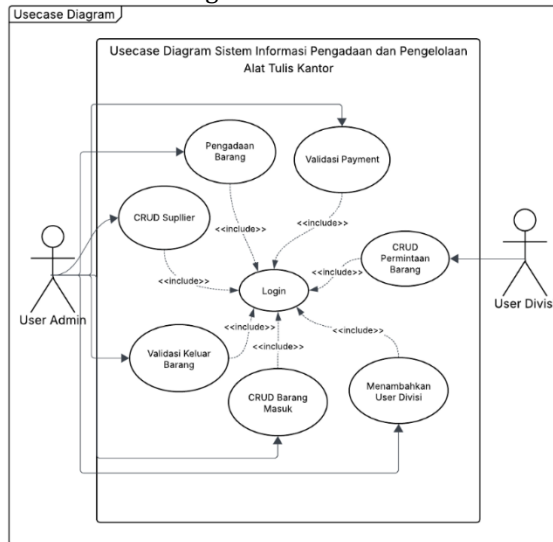 Usecase Diagram
Usecase Diagram Sistem Informasi Pengadaan dan Pengelolaan
Alat Tulis Kantor
Pengadaan
Barang
Validasi Payment
CRUD Supllier
<<include>>
<<include>>
CRUD
Permintaan
Barang
<<include>>
<<include>>
Login
User Admin
User Divisi
<<include>>
<<include>>
<<include>>
Validasi Keluar
Barang
CRUD Barang
Masuk
Menambahkan
User Divisi